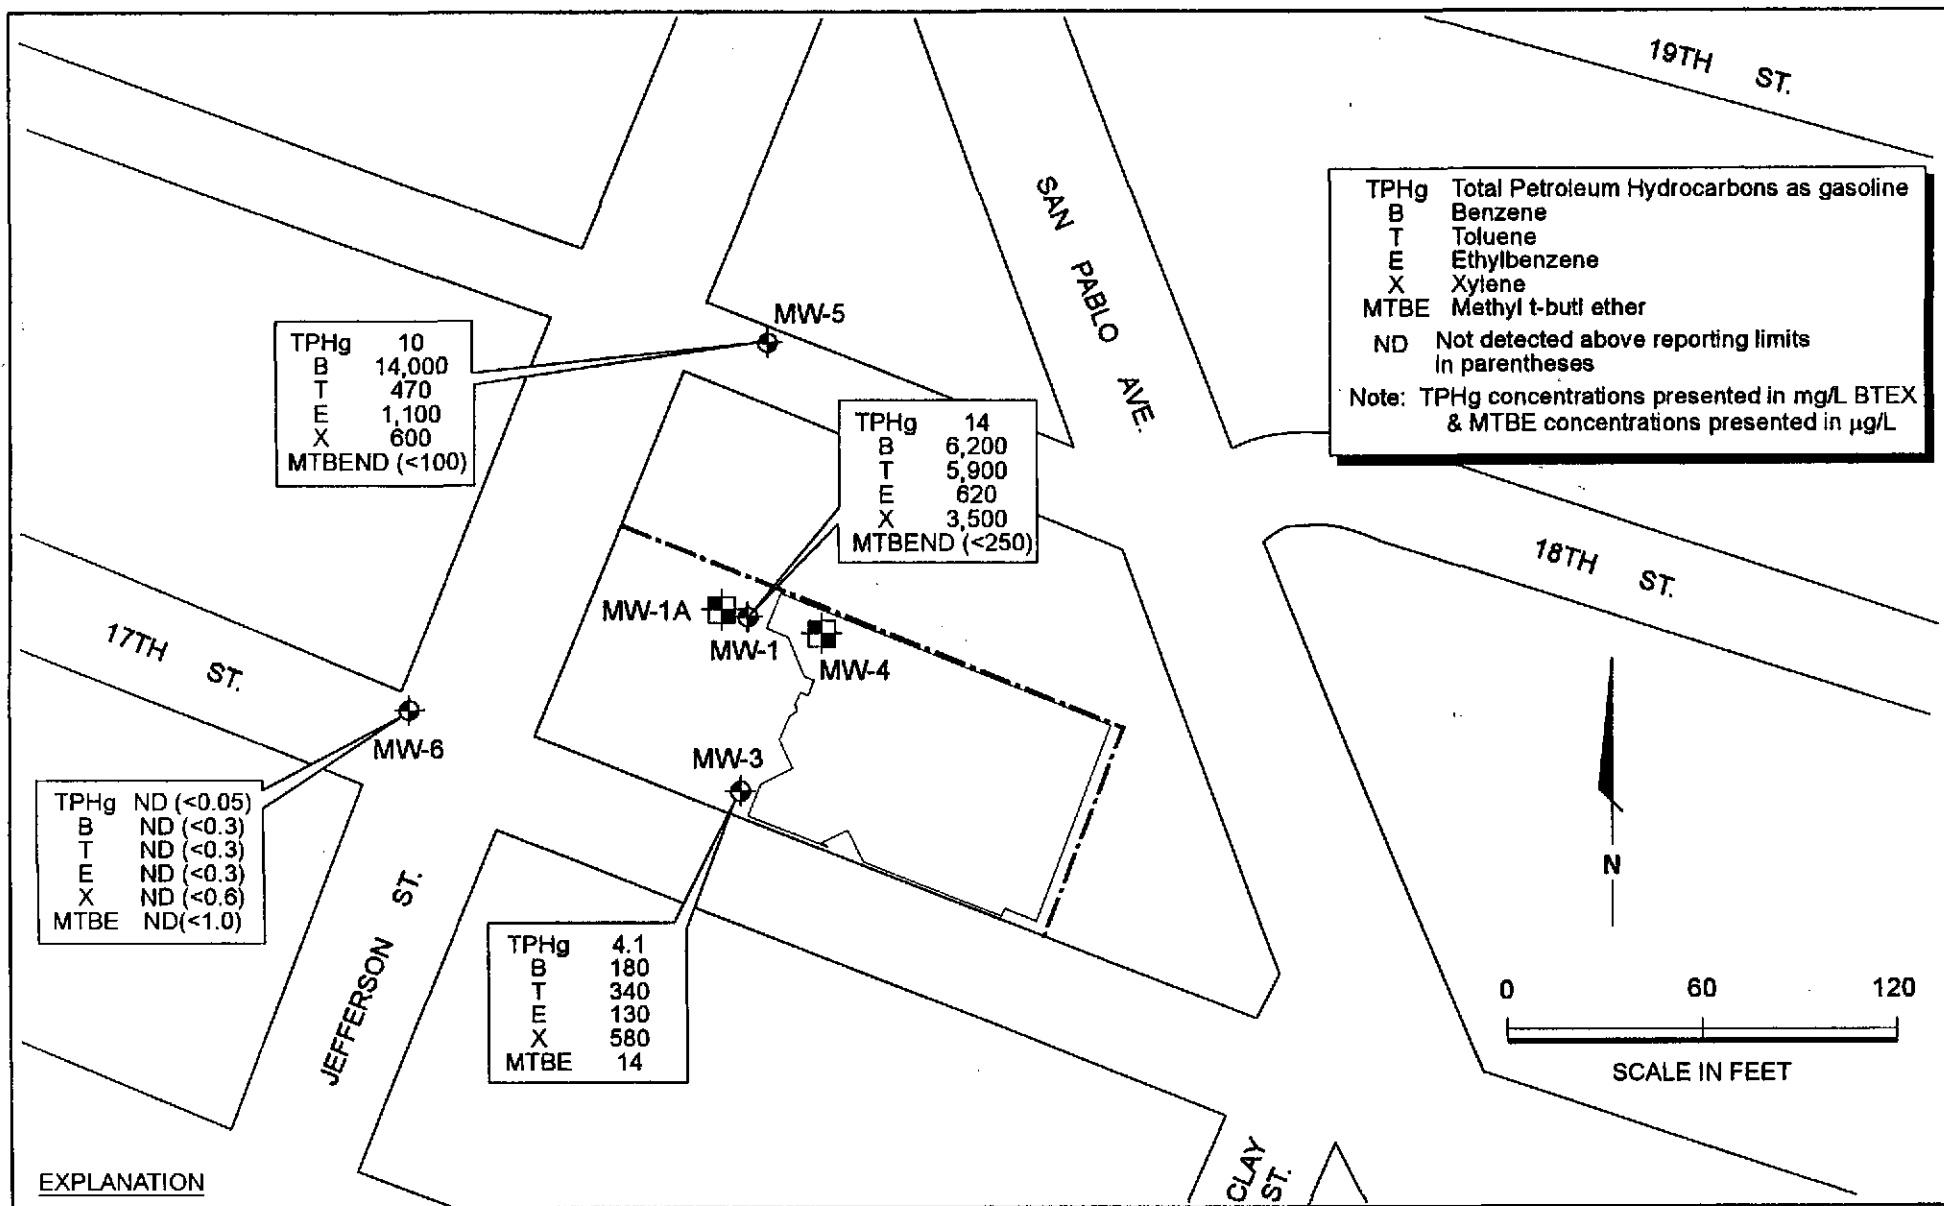 19TH ST.
SAN PABLO AVE.
TPHg Total Petroleum Hydrocarbons as gasoline
B Benzene
T Toluene
E Ethylbenzene
X Xylene
MTBE Methyl t-butl ether
ND Not detected above reporting limits
in parentheses
Note: TPHg concentrations presented in mg/L BTEX
& MTBE concentrations presented in µg/L
MW-5
TPHg 10
B 14,000
T 470
E 1,100
X 600
MTBEND (<100)
TPHg 14
B 6,200
T 5,900
E 620
X 3,500
MTBEND (<250)
18TH ST.
MW-1A
MW-1
MW-4
17TH ST.
MW-6
MW-3
TPHg ND (<0.05)
B ND (<0.3)
T ND (<0.3)
E ND (<0.3)
X ND (<0.6)
MTBE ND(<1.0)
JEFFERSON ST.
TPHg 4.1
B 180
T 340
E 130
X 580
MTBE 14
N
0 60 120
SCALE IN FEET
CLAY
ST.
EXPLANATION